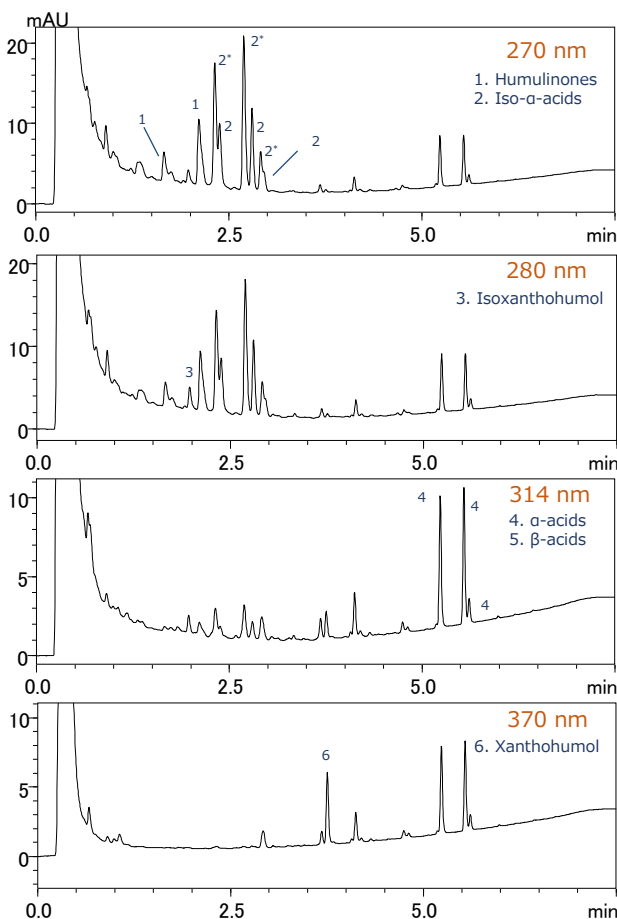 mAU
20
10
0
1
1
2*
2
2*
2
2*
2
270 nm
1. Humulinones
2. Iso-α-acids
0.0
2.5
5.0
min
20
10
0
3
280 nm
3. Isoxanthohumol
0.0
2.5
5.0
min
10
5
0
4
4
4
314 nm
4. α-acids
5. β-acids
0.0
2.5
5.0
min
10
5
0
6
370 nm
6. Xanthohumol
0.0
2.5
5.0
min